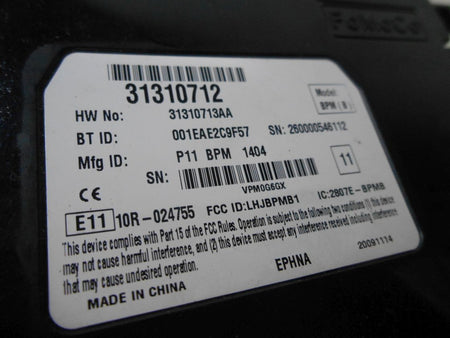 FoMoCo
31310712
Model:
BPM (B)
HW No: 31310713AA
BT ID: 001EAE2C9F57 SN: 260000546112
Mfg ID: P11 BPM 1404
SN:
11
VPM0G6GX
CE
E11 10R-024755 FCC ID:LHJBPMB1 IC:2807E-BPMB
This device complies with Part 15 of the FCC Rules. Operation is subject to the following two conditions (1) this device
may not cause harmful interference, and (2) this device must accept any interference received including interference
that may cause undesired operation.
20091114
EPHNA
MADE IN CHINA